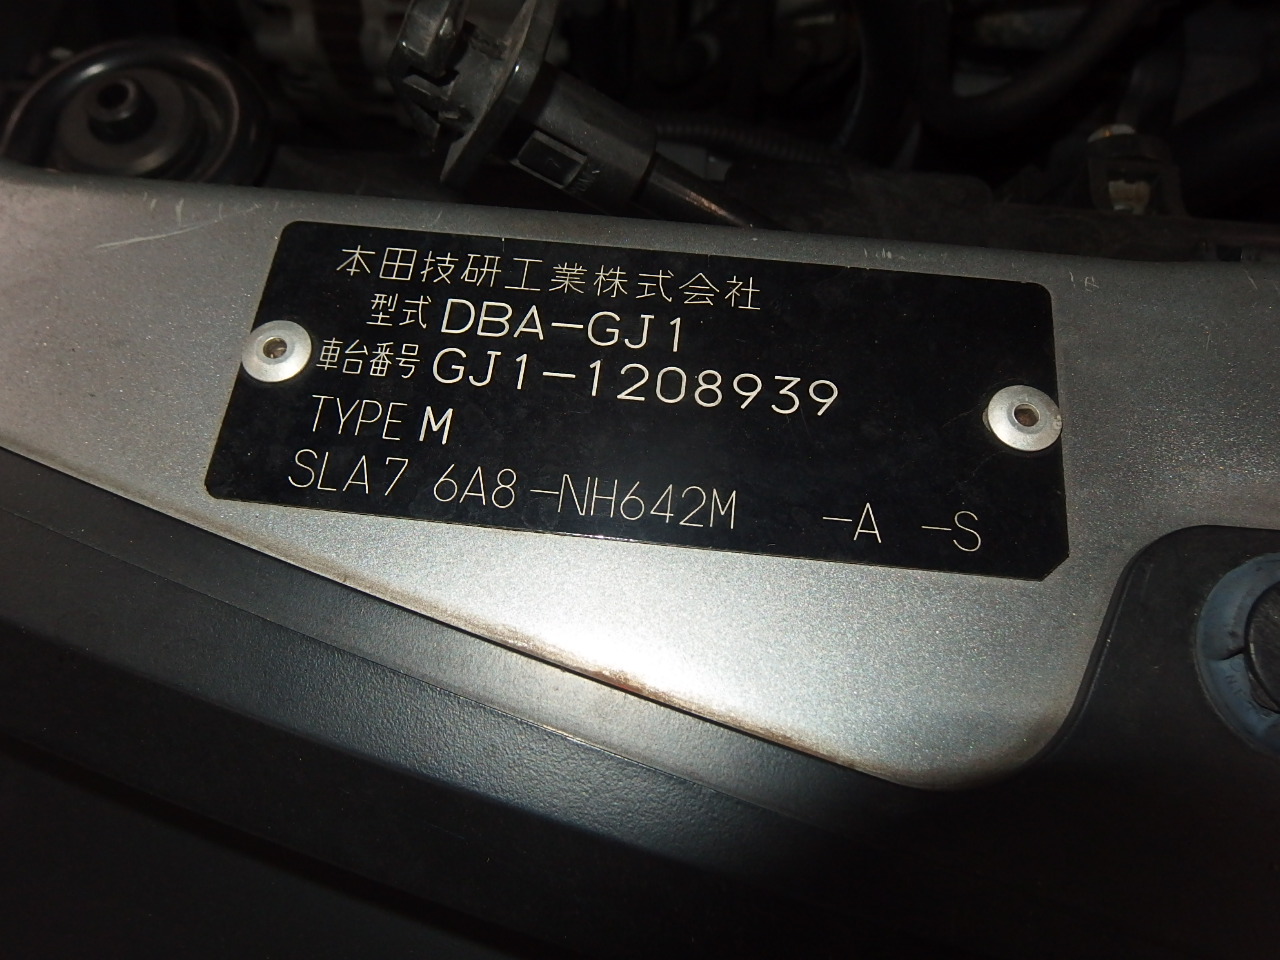 本田技研工業株式会社
型式 DBA-GJ1
車台番号 GJ1-1208939
TYPE M
SLA7 6A8-NH642M -A -S